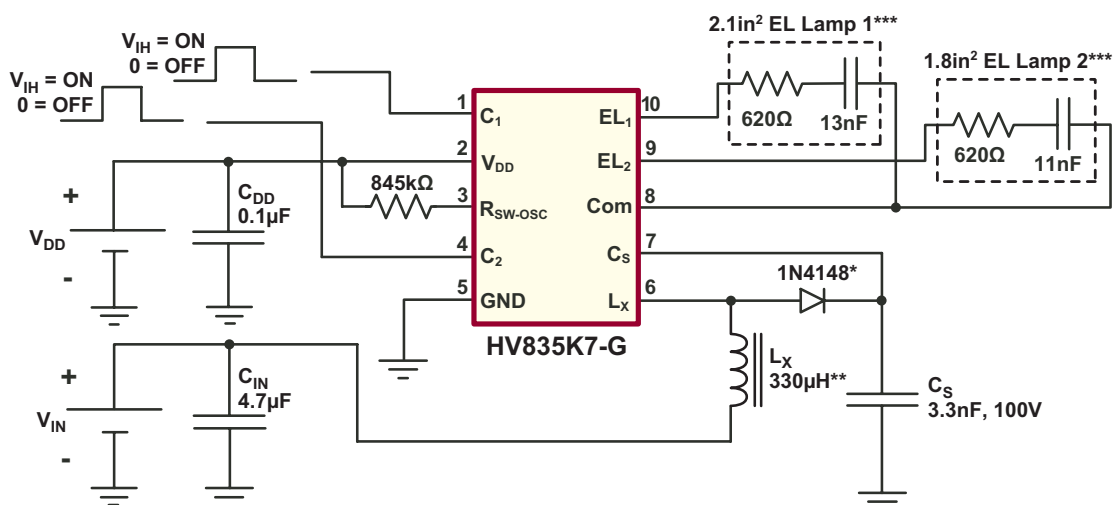 2.1in² EL Lamp 1***
V_IH = ON
0 = OFF
V_IH = ON
0 = OFF
1.8in² EL Lamp 2***
620Ω
13nF
620Ω
11nF
1
C₁
2
V_DD
3
R_SW-OSC
4
C₂
5
GND
10
EL₁
9
EL₂
8
Com
7
C_S
6
L_X
HV835K7-G
845kΩ
C_DD
0.1µF
+
V_DD
-
1N4148*
L_X
330µH**
C_S
3.3nF, 100V
+
V_IN
-
C_IN
4.7µF